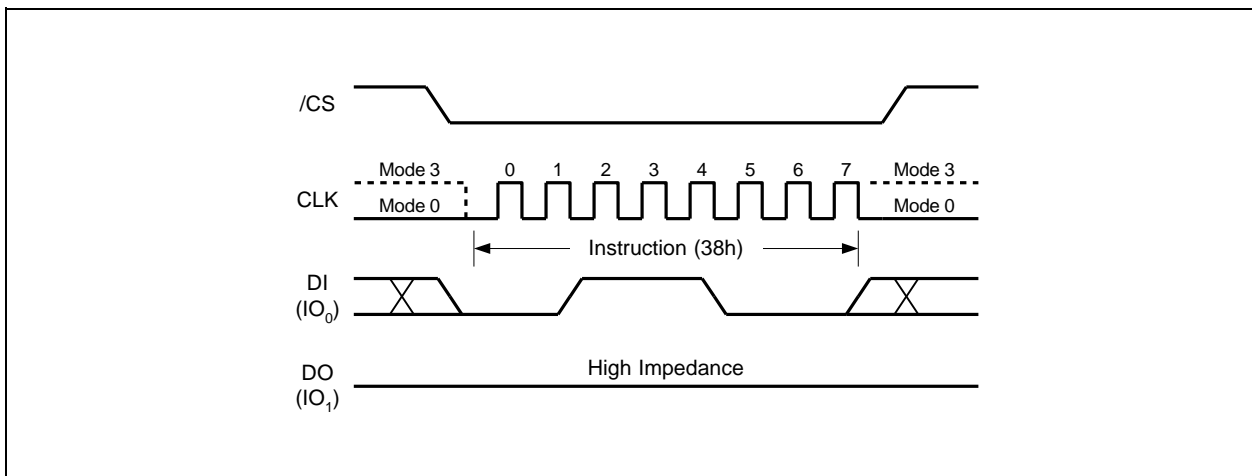 /CS
Mode 3 0 1 2 3 4 5 6 7 Mode 3
CLK
Mode 0 Mode 0
Instruction (38h)
DI
(IO0)
High Impedance
DO
(IO1)